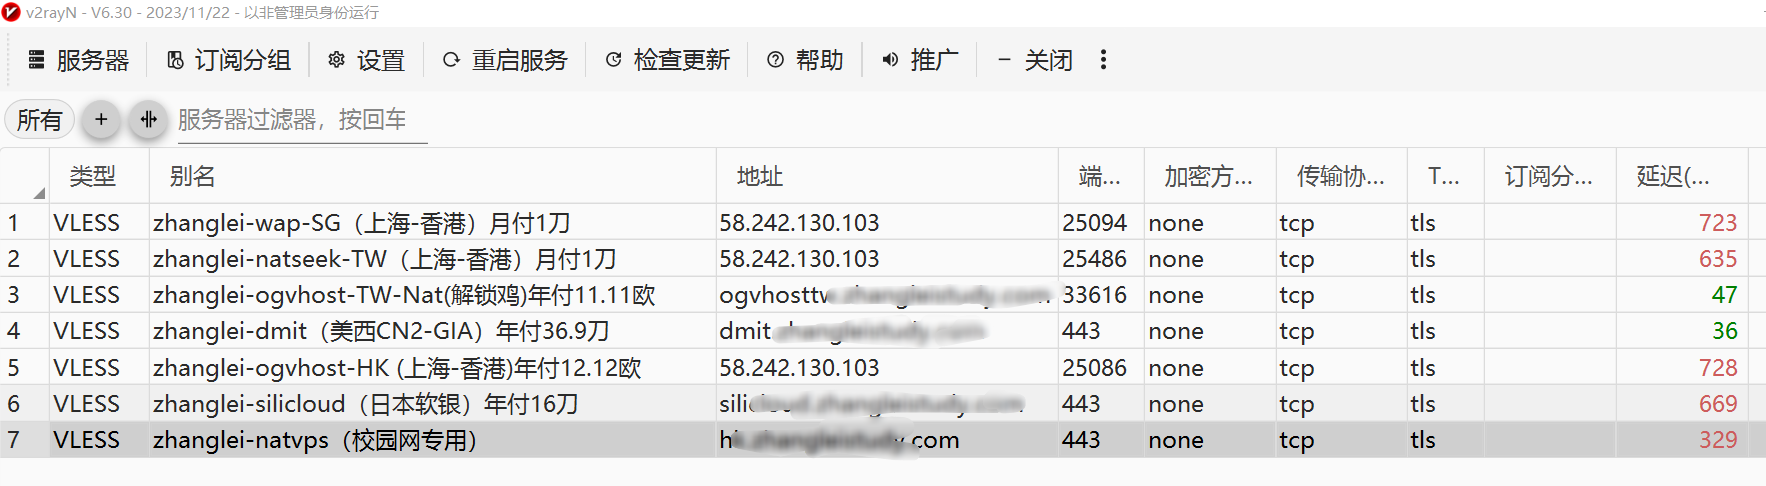 v2rayN - V6.30 - 2023/11/22 - 以非管理员身份运行
服务器 订阅分组 设置 重启服务 检查更新 帮助 推广 关闭
所有 服务器过滤器，按回车
类型 别名 地址 端... 加密方... 传输协... T... 订阅分... 延迟(...
1 VLESS zhanglei-wap-SG（上海-香港）月付1刀 58.242.130.103 25094 none tcp tls 723
2 VLESS zhanglei-natseek-TW（上海-香港）月付1刀 58.242.130.103 25486 none tcp tls 635
3 VLESS zhanglei-ogvhost-TW-Nat(解锁鸡)年付11.11欧 ogvhosttw 33616 none tcp tls 47
4 VLESS zhanglei-dmit（美西CN2-GIA）年付36.9刀 dmit 443 none tcp tls 36
5 VLESS zhanglei-ogvhost-HK (上海-香港)年付12.12欧 58.242.130.103 25086 none tcp tls 728
6 VLESS zhanglei-silicloud（日本软银）年付16刀 443 none tcp tls 669
7 VLESS zhanglei-natvps（校园网专用） .com 443 none tcp tls 329